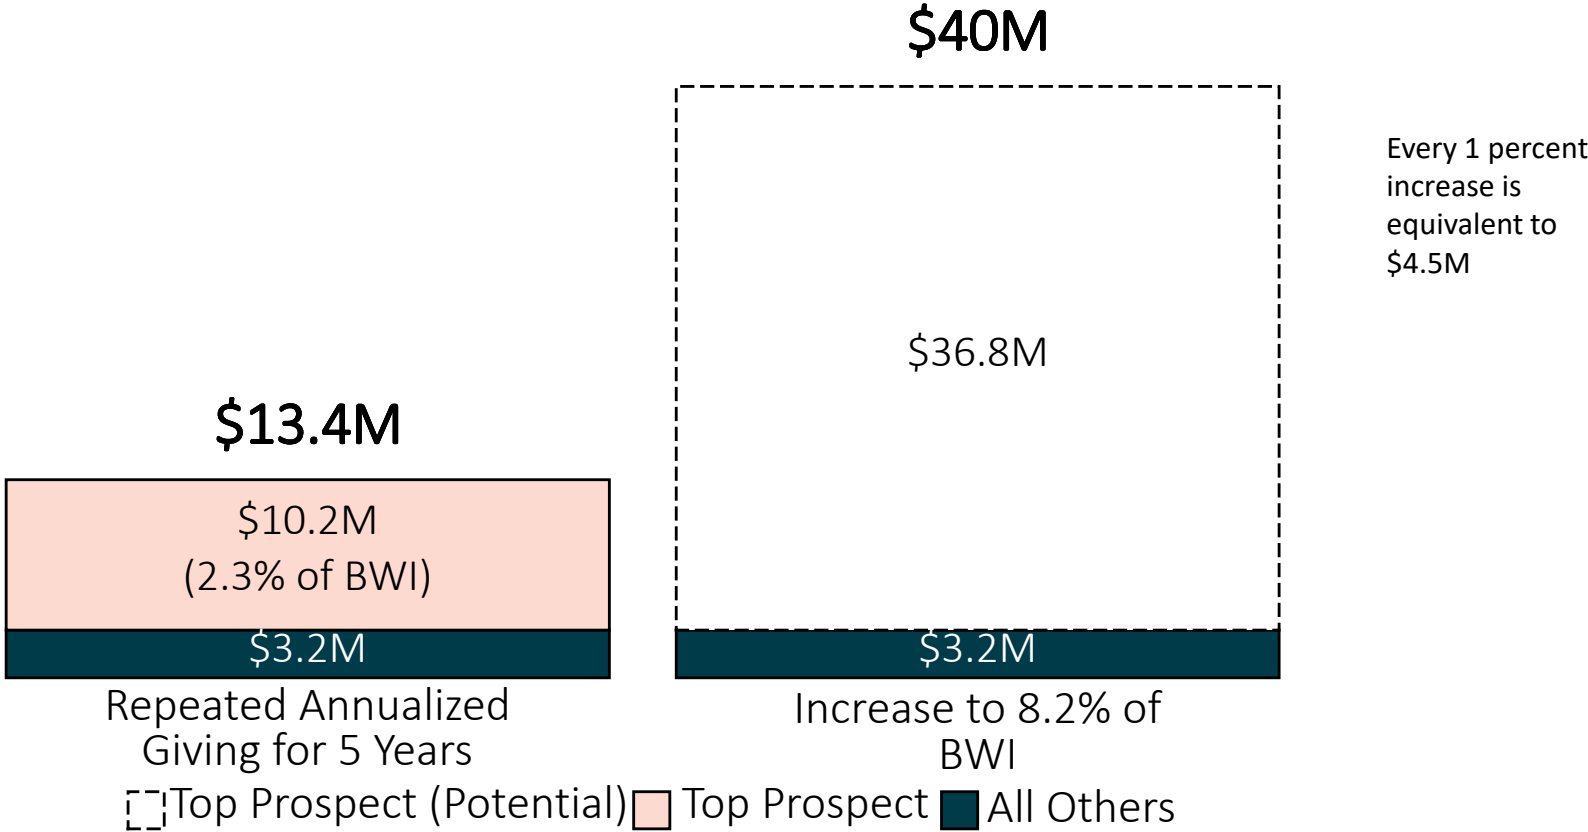 $40M
Every 1 percent
increase is
equivalent to
$4.5M
$36.8M
$13.4M
$10.2M
(2.3% of BWI)
$3.2M
$3.2M
Repeated Annualized
Giving for 5 Years
Increase to 8.2% of
BWI
Top Prospect (Potential) Top Prospect All Others